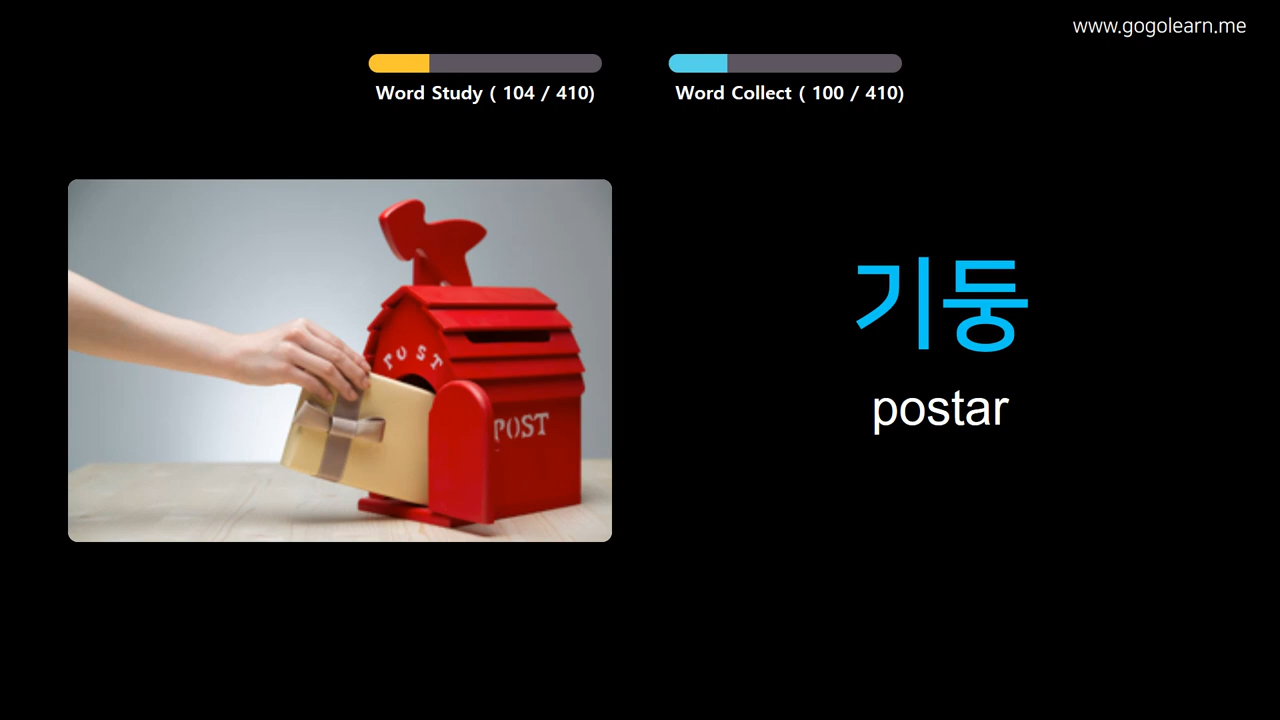 www.gogolearn.me
Word Study ( 104 / 410)
Word Collect ( 100 / 410)
POST
POST
기둥
postar